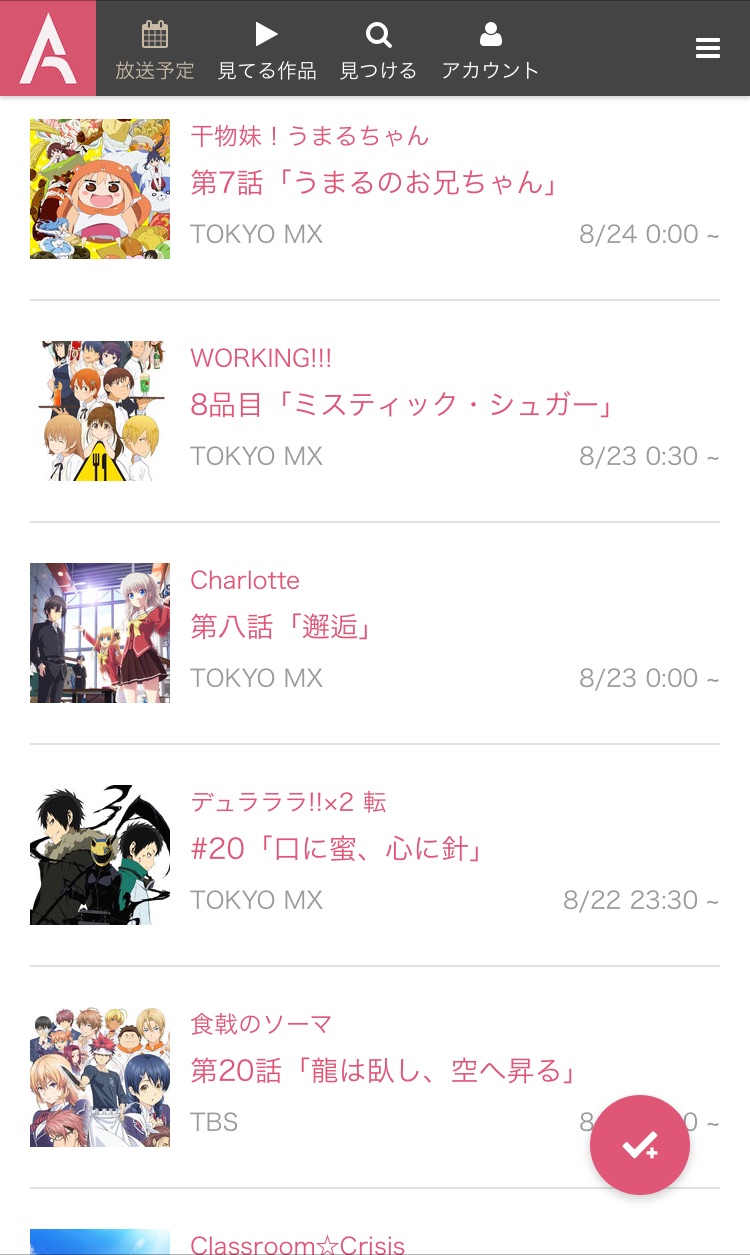 放送予定
見てる作品
見つける
アカウント
干物妹！うまるちゃん
第7話「うまるのお兄ちゃん」
TOKYO MX 8/24 0:00 ~
WORKING!!!
8品目「ミスティック・シュガー」
TOKYO MX 8/23 0:30 ~
Charlotte
第八話「邂逅」
TOKYO MX 8/23 0:00 ~
デュラララ!!×2 転
#20「口に蜜、心に針」
TOKYO MX 8/22 23:30 ~
食戟のソーマ
第20話「龍は臥し、空へ昇る」
TBS
Classroom☆Crisis